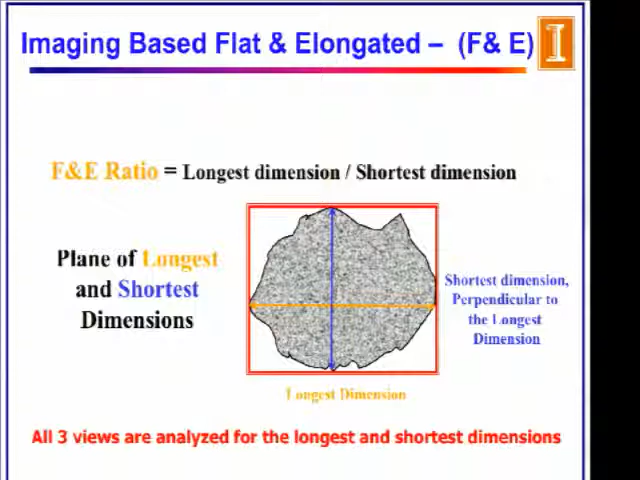 Imaging Based Flat & Elongated – (F& E)
I
F&E Ratio = Longest dimension / Shortest dimension
Plane of Longest
and Shortest
Dimensions
Shortest dimension,
Perpendicular to
the Longest
Dimension
Longest Dimension
All 3 views are analyzed for the longest and shortest dimensions